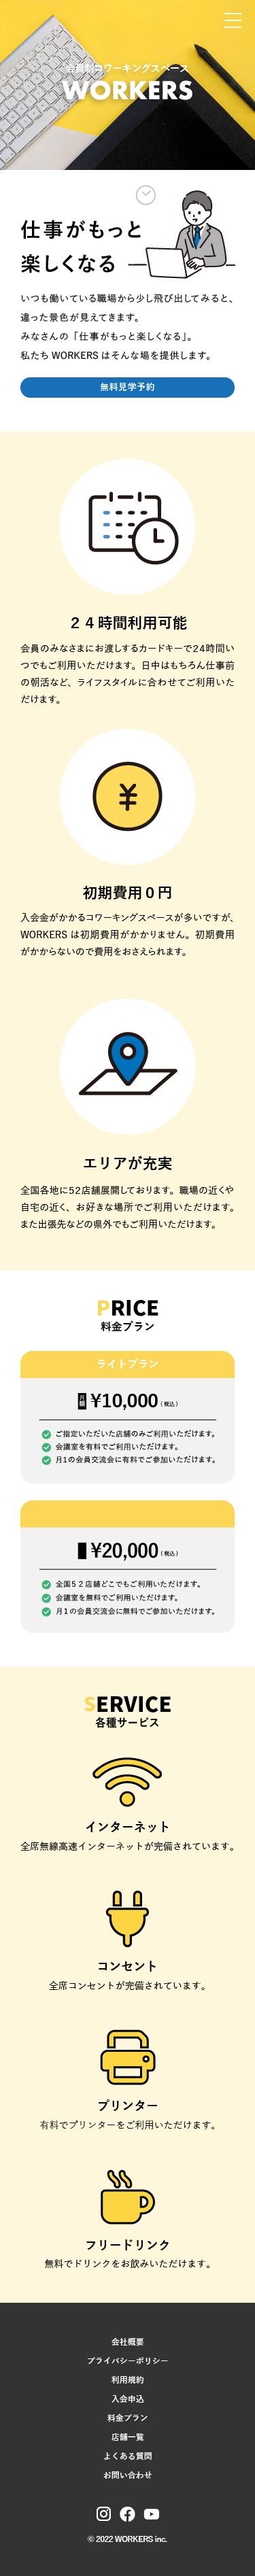 会員制コワーキングスペース
WORKERS
仕事がもっと
楽しくなる
いつも働いている職場から少し飛び出してみると、
違った景色が見えてきます。
みなさんの「仕事がもっと楽しくなる」。
私たち WORKERS はそんな場を提供します。
無料見学予約
２４時間利用可能
会員のみなさまにお渡しするカードキーで24時間い
つでもご利用いただけます。日中はもちろん仕事前
の朝活など、ライフスタイルに合わせてご利用いた
だけます。
初期費用０円
入会金がかかるコワーキングスペースが多いですが、
WORKERS は初期費用がかかりません。初期費用
がかからないので費用をおさえられます。
エリアが充実
全国各地に52店舗展開しております。職場の近くや
自宅の近く、お好きな場所でご利用いただけます。
また出張先などの県外でもご利用いただけます。
PRICE
料金プラン
ライトプラン
月額 ¥10,000（税込）
ご指定いただいた店舗のみご利用いただけます。
会議室を有料でご利用いただけます。
月1の会員交流会に有料でご参加いただけます。
¥20,000（税込）
全国５２店舗どこでもご利用いただけます。
会議室を無料でご利用いただけます。
月１の会員交流会に無料でご参加いただけます。
SERVICE
各種サービス
インターネット
全席無線高速インターネットが完備されています。
コンセント
全席コンセントが完備されています。
プリンター
有料でプリンターをご利用いただけます。
フリードリンク
無料でドリンクをお飲みいただけます。
会社概要
プライバシーポリシー
利用規約
入会申込
料金プラン
店舗一覧
よくある質問
お問い合わせ
© 2022 WORKERS inc.